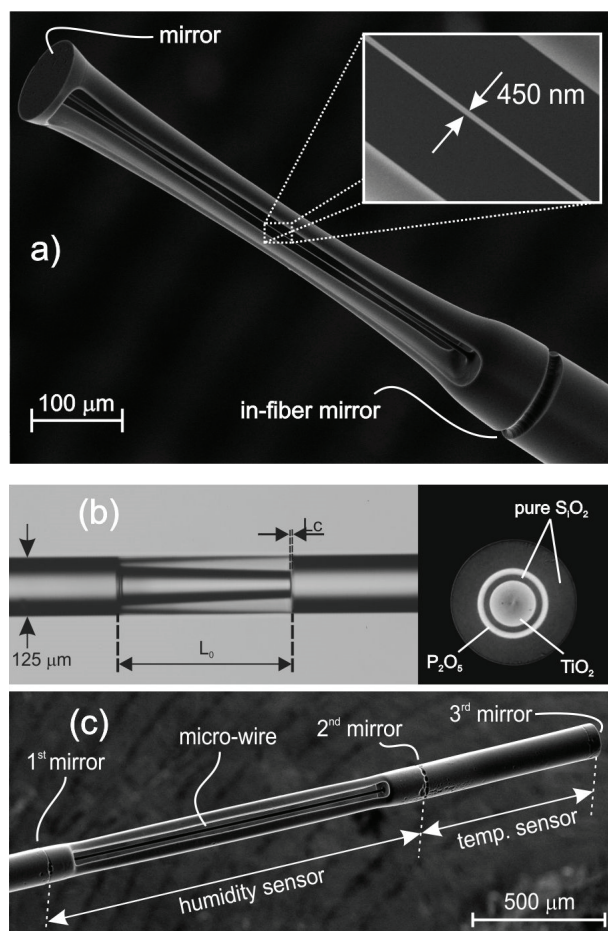 mirror
450 nm
a)
100 μm
in-fiber mirror
(b)
Lc
125 μm
L₀
pure SᵢO₂
P₂O₅
TiO₂
(c)
1ˢᵗ mirror
micro-wire
2ⁿᵈ mirror
3ʳᵈ mirror
humidity sensor
temp. sensor
500 μm